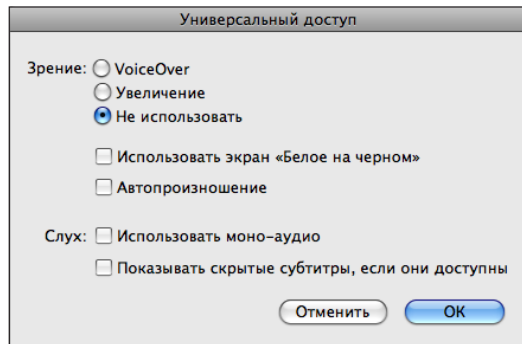 Универсальный доступ
Зрение: VoiceOver
Увеличение
Не использовать
Использовать экран «Белое на черном»
Автопроизношение
Слух: Использовать моно-аудио
Показывать скрытые субтитры, если они доступны
Отменить OK